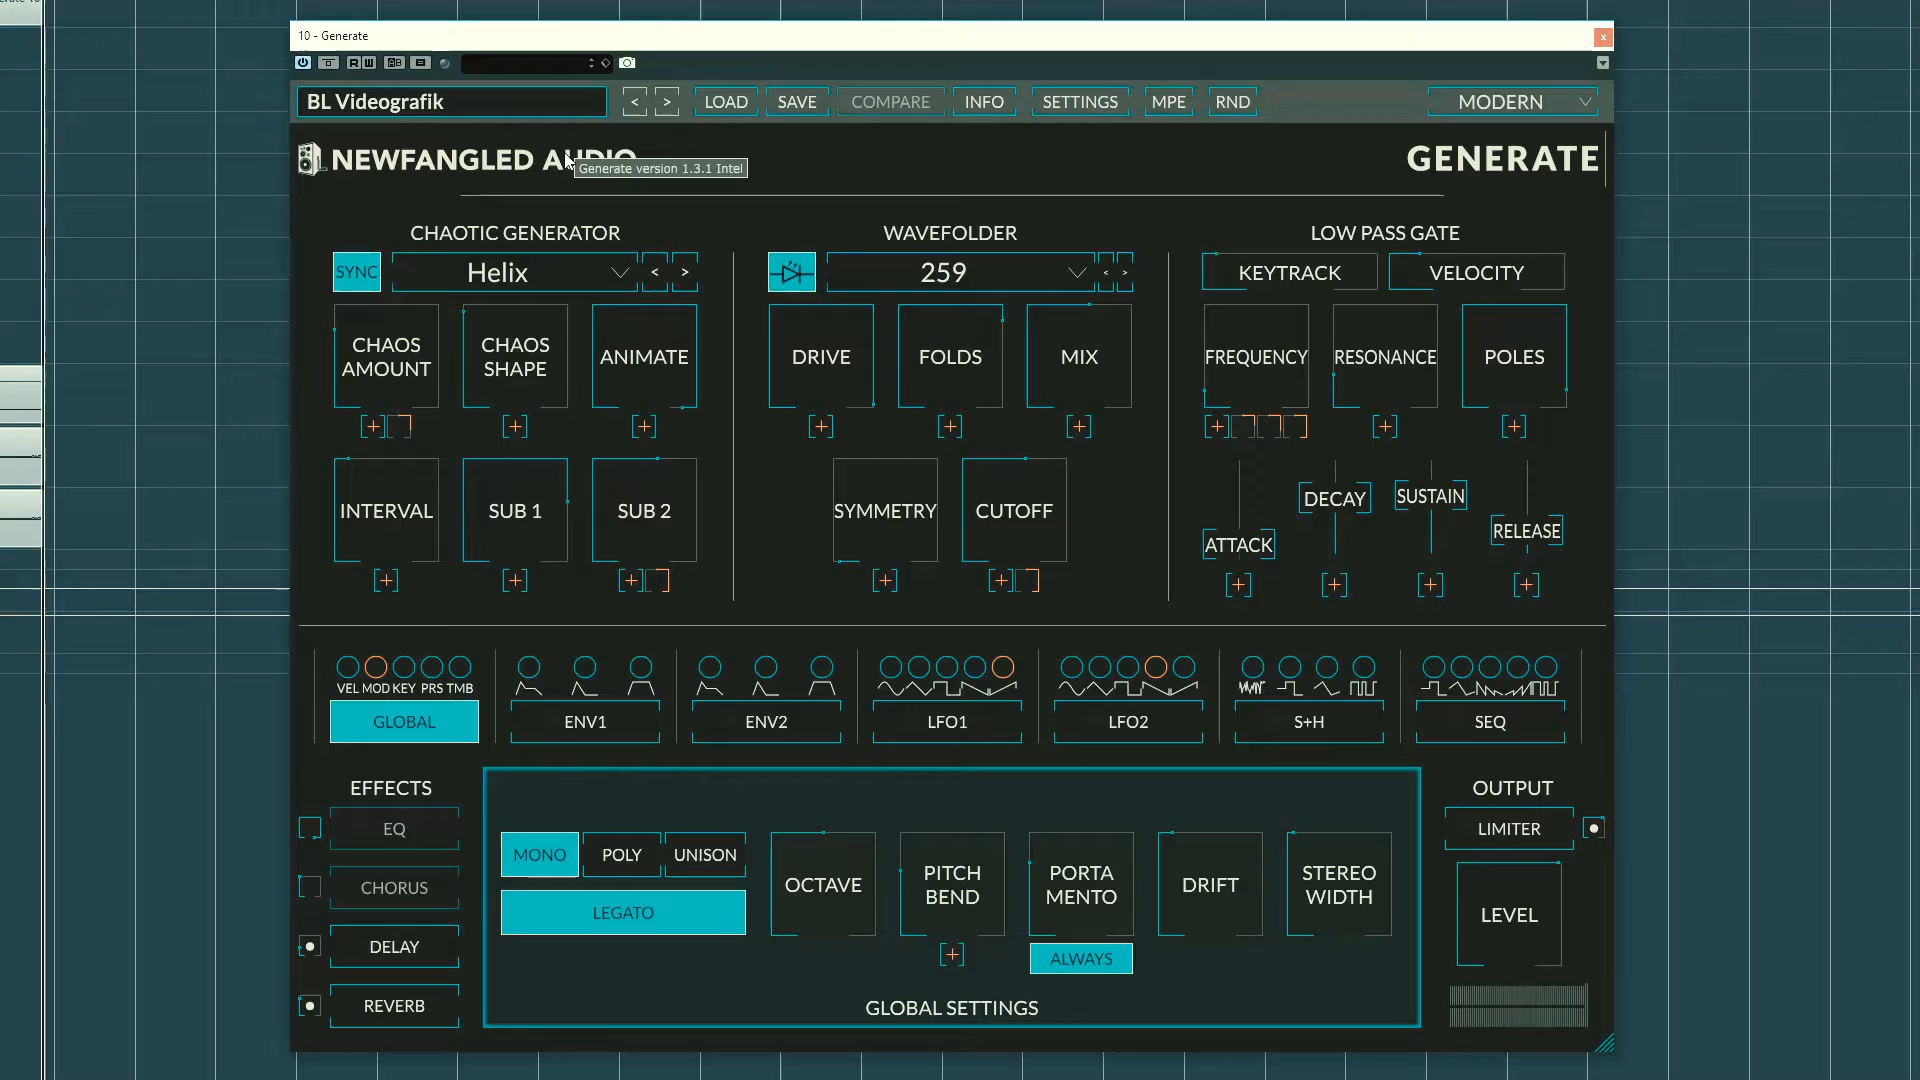 10 - Generate
R W AB
BL Videografik < > LOAD SAVE COMPARE INFO SETTINGS MPE RND MODERN
NEWFANGLED AUDIO
Generate version 1.3.1 Intel
GENERATE
CHAOTIC GENERATOR WAVEFOLDER LOW PASS GATE
SYNC Helix < > 259 < > KEYTRACK VELOCITY
CHAOS AMOUNT
CHAOS SHAPE
ANIMATE DRIVE FOLDS MIX FREQUENCY RESONANCE POLES
+ + + + + + + + +
INTERVAL SUB 1 SUB 2 SYMMETRY CUTOFF
ATTACK DECAY SUSTAIN RELEASE
+ + + + + + + + +
VEL MOD KEY PRS TMB
GLOBAL ENV1 ENV2 LFO1 LFO2 S+H SEQ
EFFECTS
EQ
CHORUS
DELAY
REVERB
MONO POLY UNISON
LEGATO
OCTAVE
PITCH BEND
+
PORTA MENTO
ALWAYS
DRIFT
STEREO WIDTH
GLOBAL SETTINGS
OUTPUT
LIMITER
LEVEL